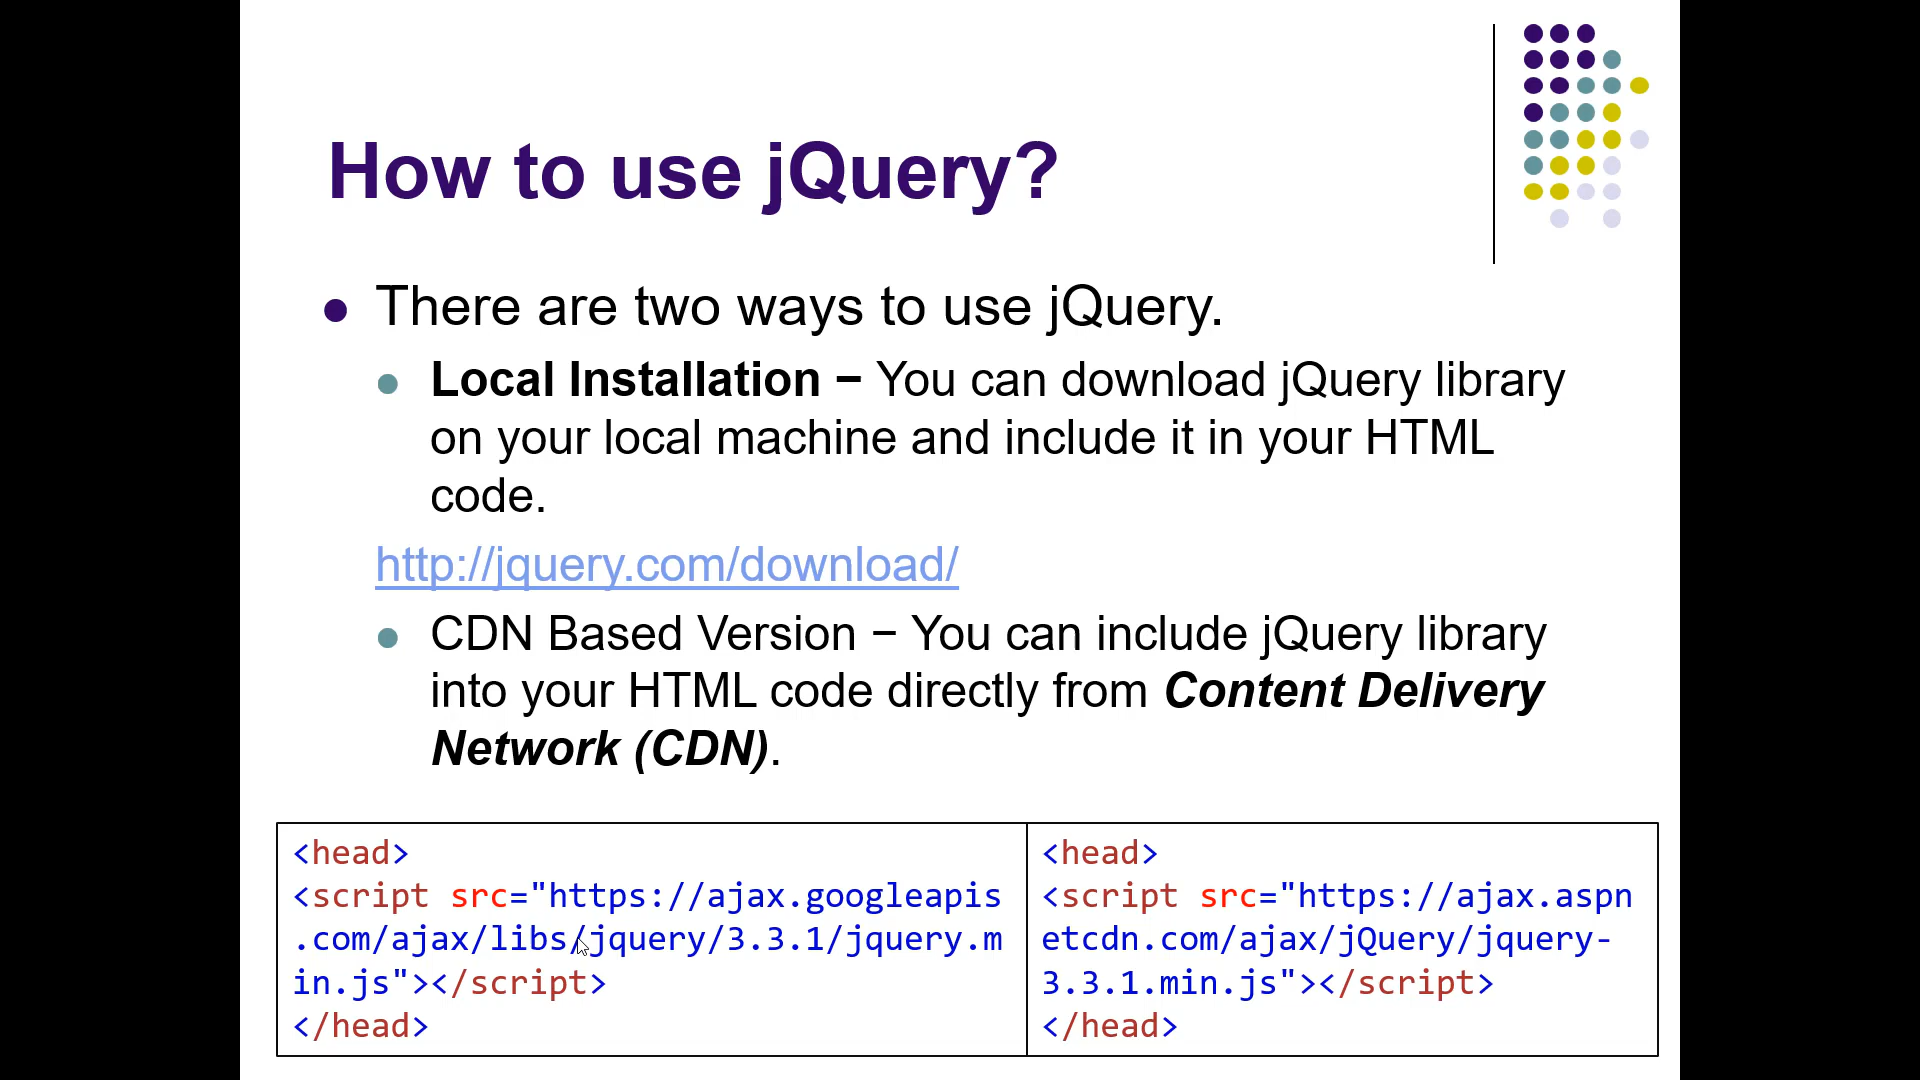 How to use jQuery?
There are two ways to use jQuery.
Local Installation − You can download jQuery library
on your local machine and include it in your HTML
code.
http://jquery.com/download/
CDN Based Version − You can include jQuery library
into your HTML code directly from Content Delivery
Network (CDN).
<head>
<script src="https://ajax.googleapis
.com/ajax/libs/jquery/3.3.1/jquery.m
in.js"></script>
</head>
<head>
<script src="https://ajax.aspn
etcdn.com/ajax/jQuery/jquery-
3.3.1.min.js"></script>
</head>